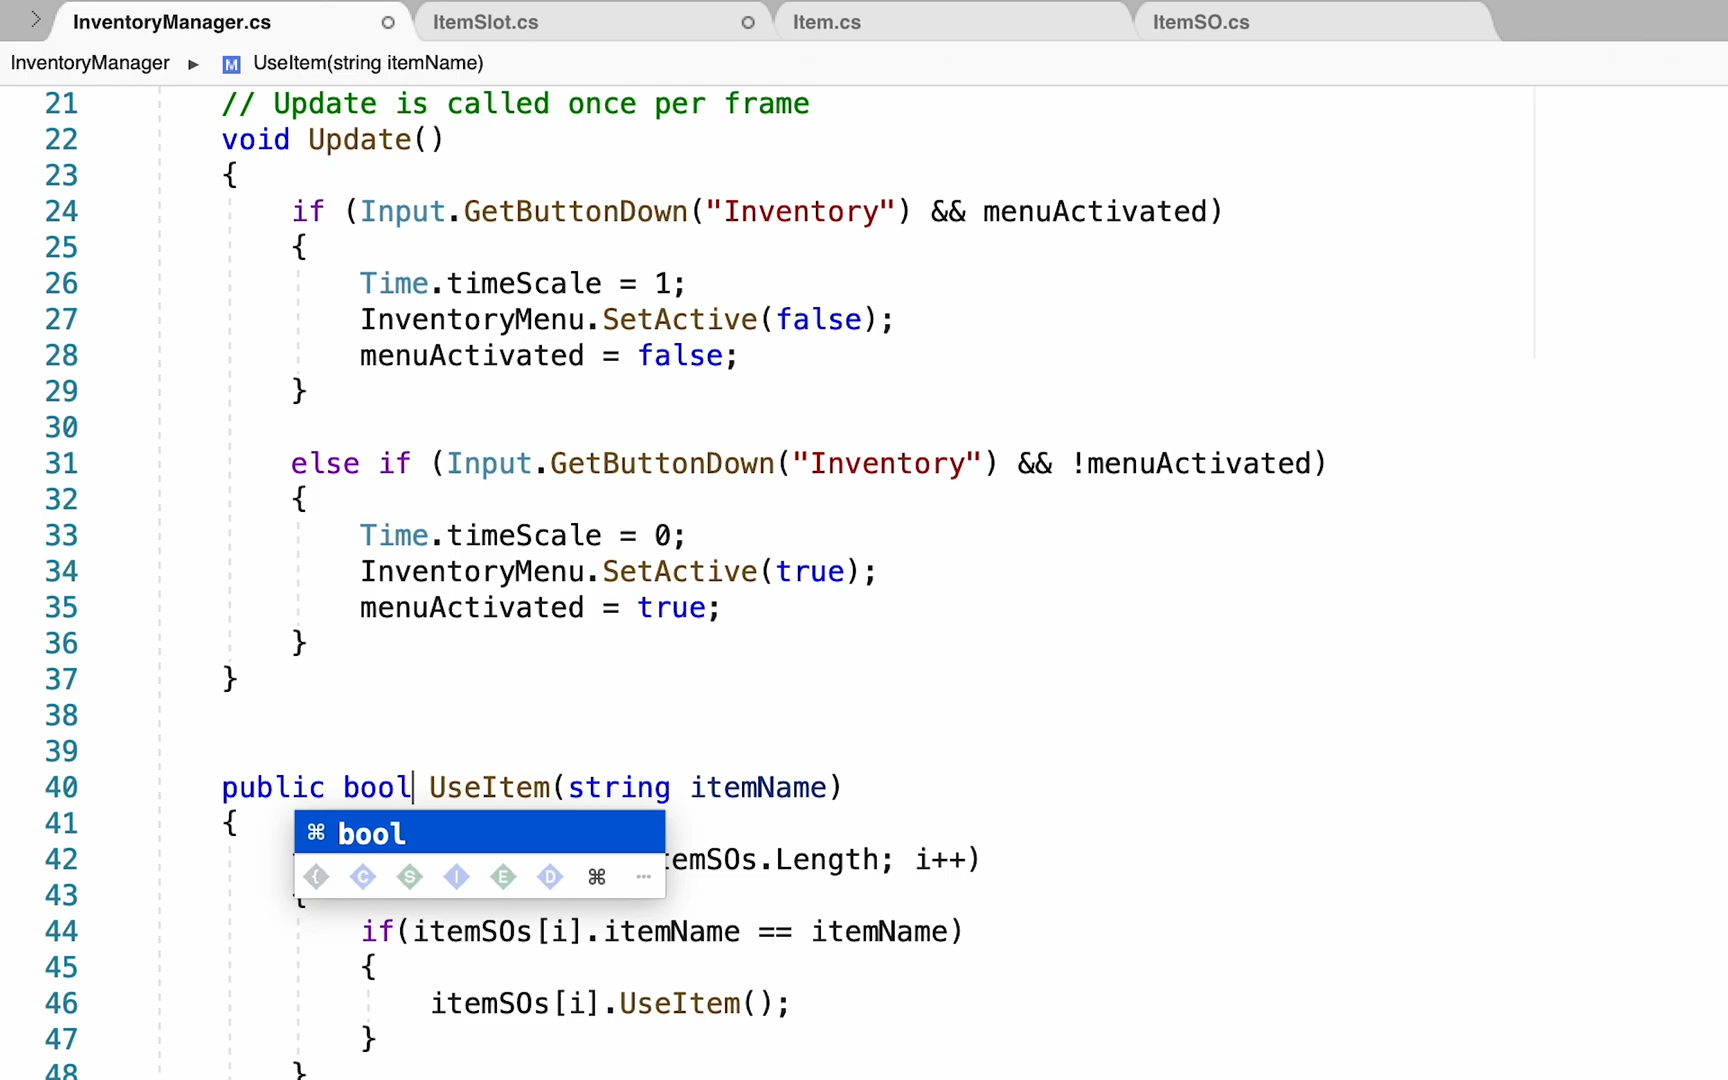 InventoryManager.cs
ItemSlot.cs
Item.cs
ItemSO.cs
InventoryManager ▶ M UseItem(string itemName)
21 // Update is called once per frame
22 void Update()
23 {
24 if (Input.GetButtonDown("Inventory") && menuActivated)
25 {
26 Time.timeScale = 1;
27 InventoryMenu.SetActive(false);
28 menuActivated = false;
29 }
30
31 else if (Input.GetButtonDown("Inventory") && !menuActivated)
32 {
33 Time.timeScale = 0;
34 InventoryMenu.SetActive(true);
35 menuActivated = true;
36 }
37 }
38
39
40 public bool UseItem(string itemName)
41 {
⌘ bool
42 temSOs.Length; i++)
{ C S I E D ⌘ ...
43 {
44 if(itemSOs[i].itemName == itemName)
45 {
46 itemSOs[i].UseItem();
47 }
48 }